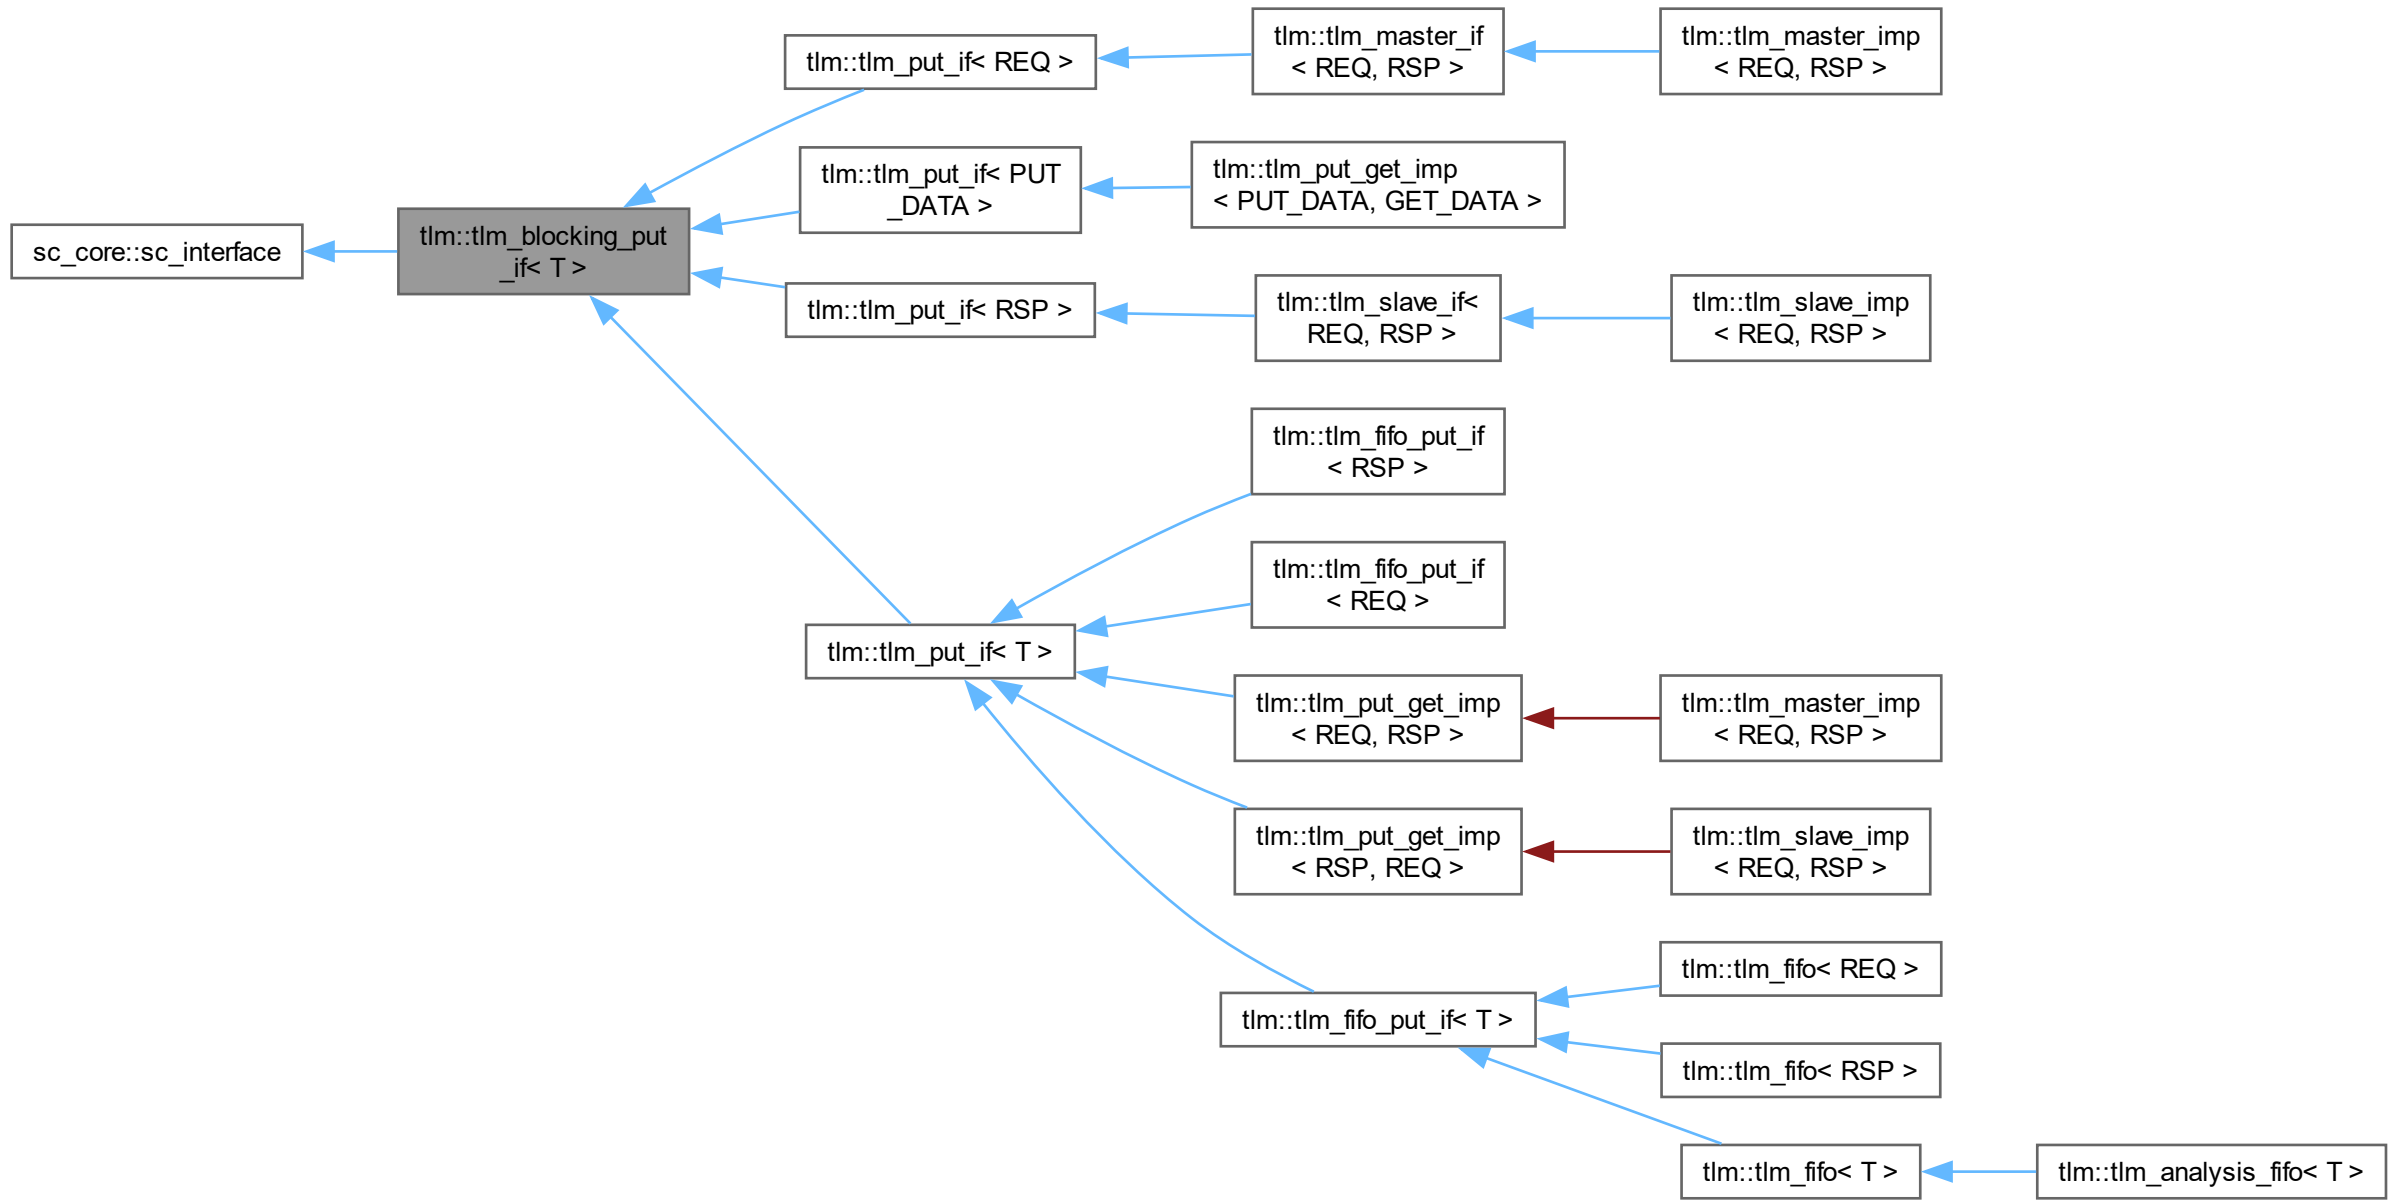 sc_core::sc_interface
tlm::tlm_blocking_put
_if< T >
tlm::tlm_put_if< REQ >
tlm::tlm_master_if
< REQ, RSP >
tlm::tlm_master_imp
< REQ, RSP >
tlm::tlm_put_if< PUT
_DATA >
tlm::tlm_put_get_imp
< PUT_DATA, GET_DATA >
tlm::tlm_put_if< RSP >
tlm::tlm_slave_if<
REQ, RSP >
tlm::tlm_slave_imp
< REQ, RSP >
tlm::tlm_put_if< T >
tlm::tlm_fifo_put_if
< RSP >
tlm::tlm_fifo_put_if
< REQ >
tlm::tlm_put_get_imp
< REQ, RSP >
tlm::tlm_master_imp
< REQ, RSP >
tlm::tlm_put_get_imp
< RSP, REQ >
tlm::tlm_slave_imp
< REQ, RSP >
tlm::tlm_fifo_put_if< T >
tlm::tlm_fifo< REQ >
tlm::tlm_fifo< RSP >
tlm::tlm_fifo< T >
tlm::tlm_analysis_fifo< T >